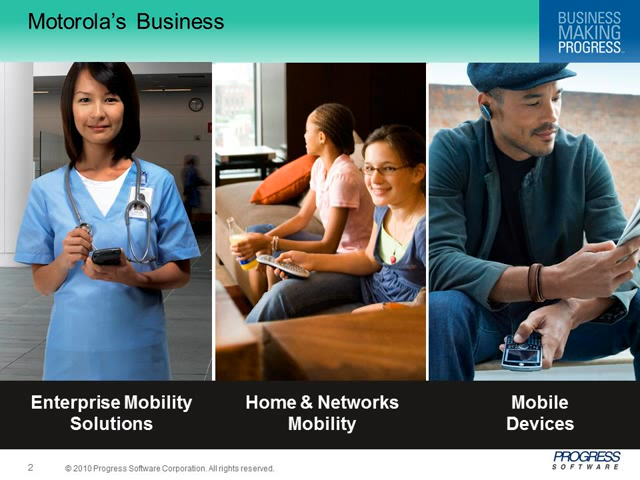 Motorola’s Business
BUSINESS
MAKING
PROGRESS
Enterprise Mobility
Solutions
Home & Networks
Mobility
Mobile
Devices
2
© 2010 Progress Software Corporation. All rights reserved.
PROGRESS
SOFTWARE